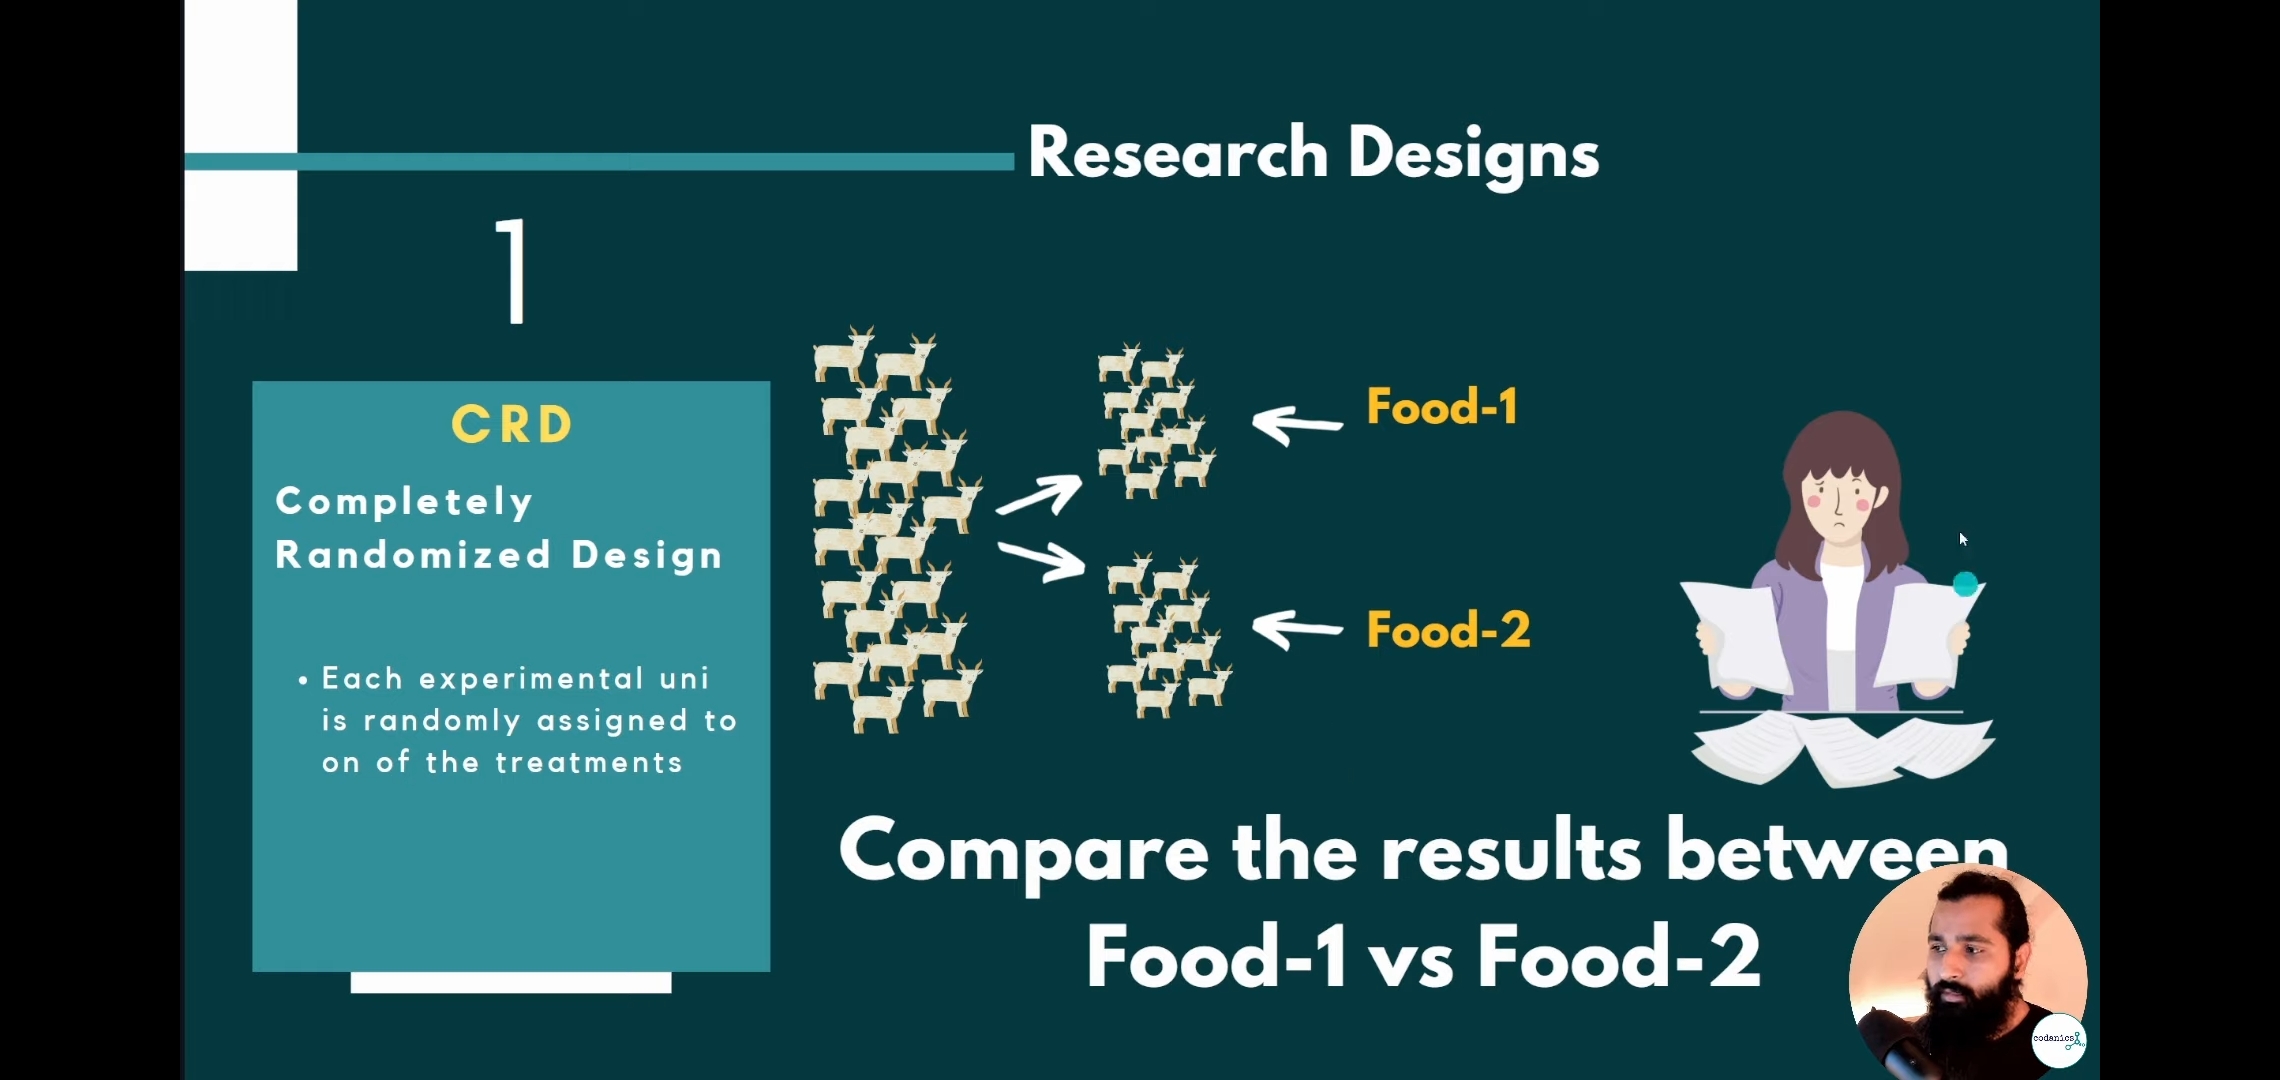 Research Designs
1
CRD
Completely
Randomized Design
• Each experimental uni
is randomly assigned to
on of the treatments
Food-1
Food-2
Compare the results between
Food-1 vs Food-2
codanics